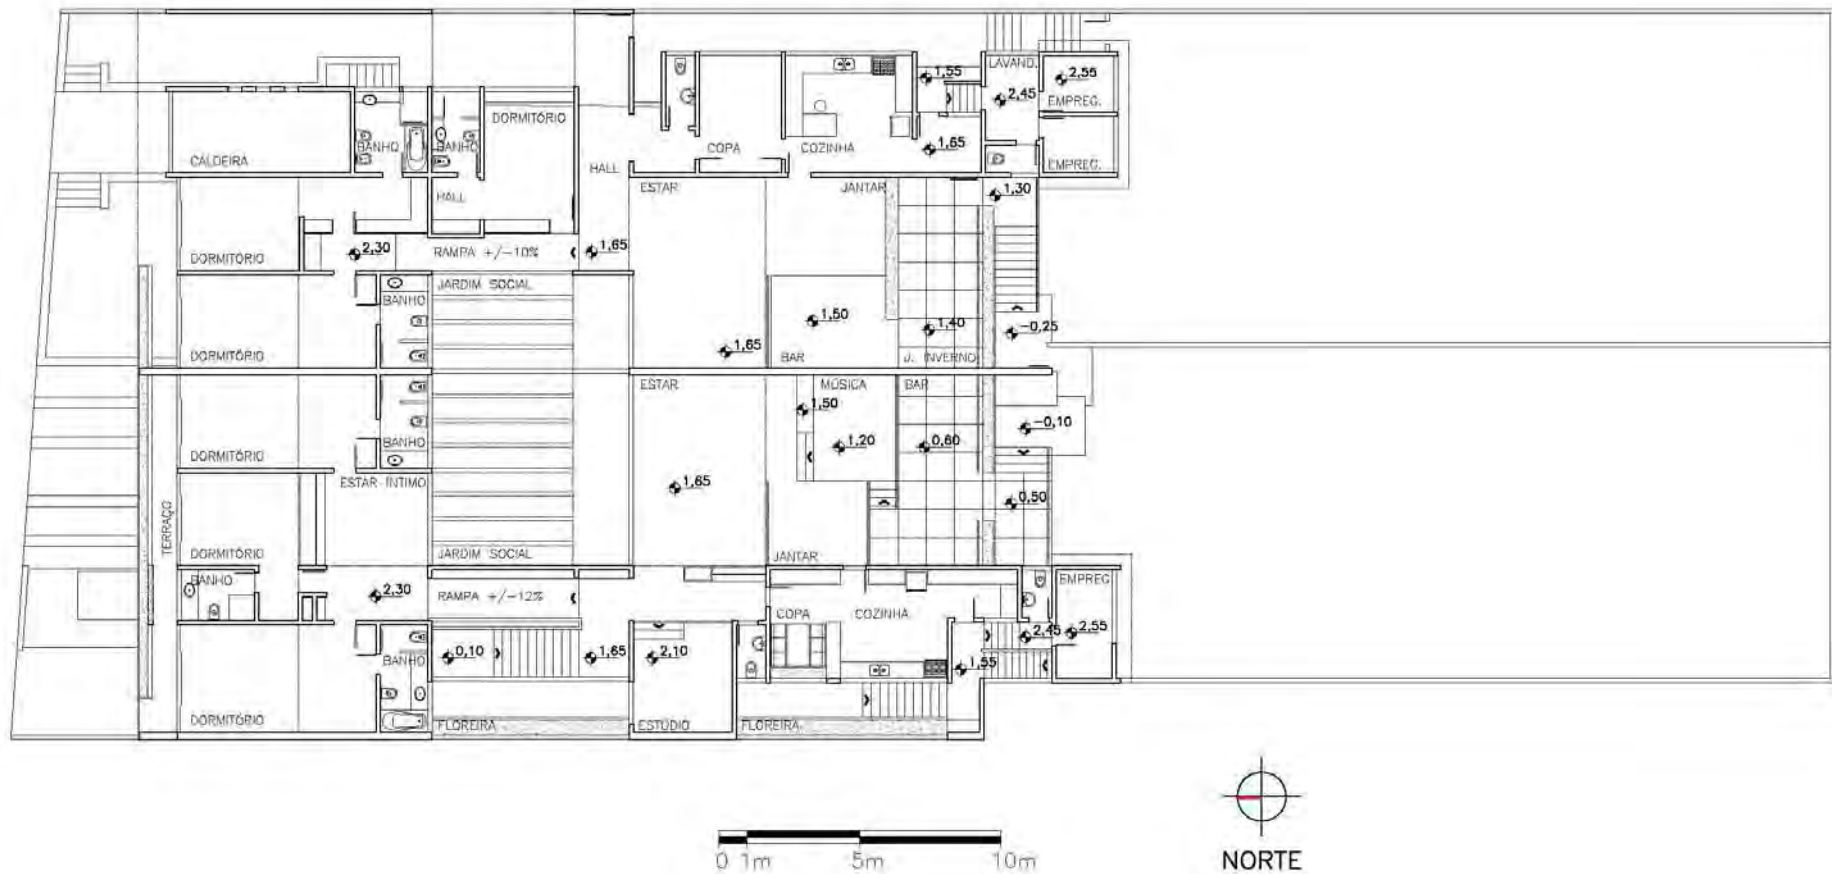 LAVAND.
1,55
2,55
2,45
EMPREG.
DORMITÓRIO
BANHO
BANHO
COPA
COZINHA
1,65
CALDEIRA
HALL
EMPREG.
ESTAR
JANTAR
1,30
HALL
DORMITÓRIO
2,30
RAMPA +/-10%
1,65
JARDIM SOCIAL
BANHO
1,50
1,40
-0,25
DORMITÓRIO
1,65
BAR
J. INVERNO
ESTAR
MÚSICA
BAR
1,50
-0,10
BANHO
1,20
0,60
DORMITÓRIO
ESTAR ÍNTIMO
1,65
0,50
TERRAÇO
DORMITÓRIO
JARDIM SOCIAL
JANTAR
BANHO
EMPREG
2,30
RAMPA +/-12%
COPA
COZINHA
2,45
2,55
BANHO
0,10
1,65
2,10
1,55
DORMITÓRIO
FLOREIRA
ESTÚDIO
FLOREIRA
0 1m 5m 10m
NORTE